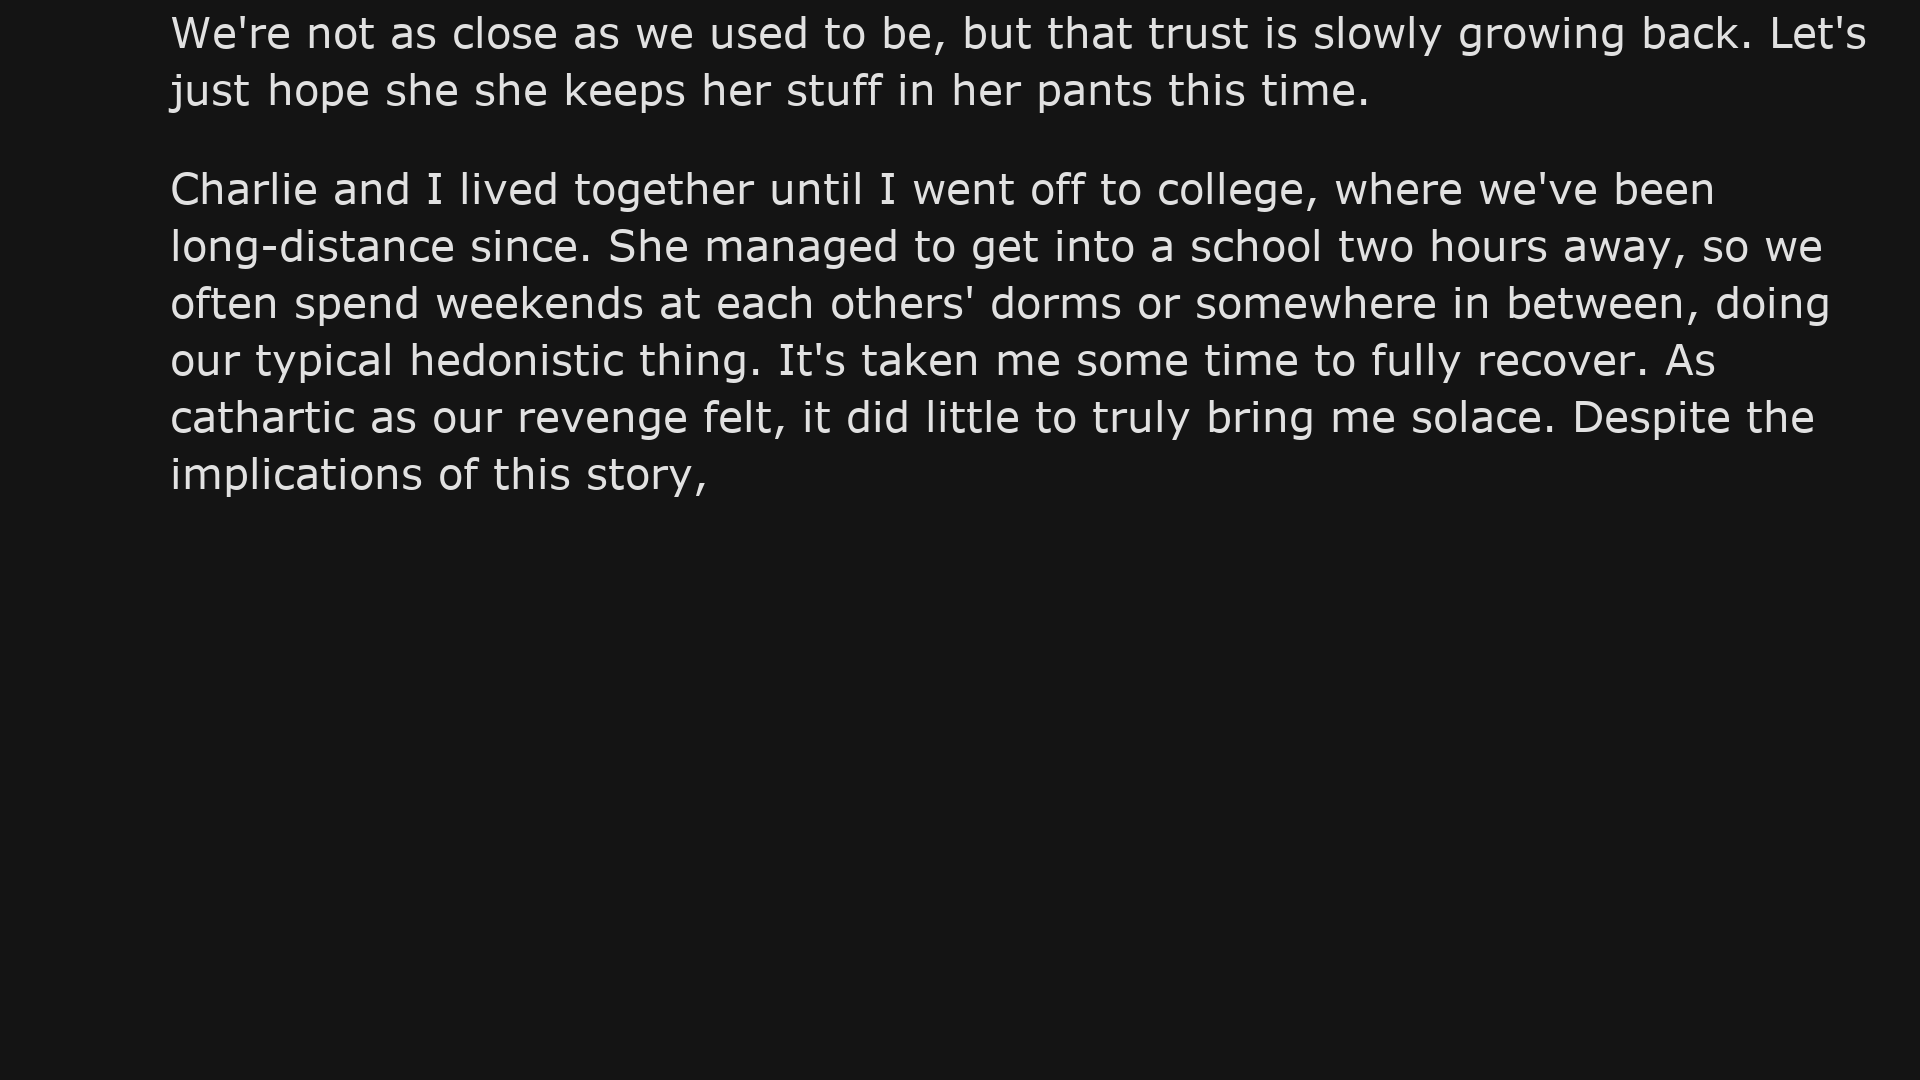 We're not as close as we used to be, but that trust is slowly growing back. Let's
just hope she she keeps her stuff in her pants this time.
Charlie and I lived together until I went off to college, where we've been
long-distance since. She managed to get into a school two hours away, so we
often spend weekends at each others' dorms or somewhere in between, doing
our typical hedonistic thing. It's taken me some time to fully recover. As
cathartic as our revenge felt, it did little to truly bring me solace. Despite the
implications of this story,